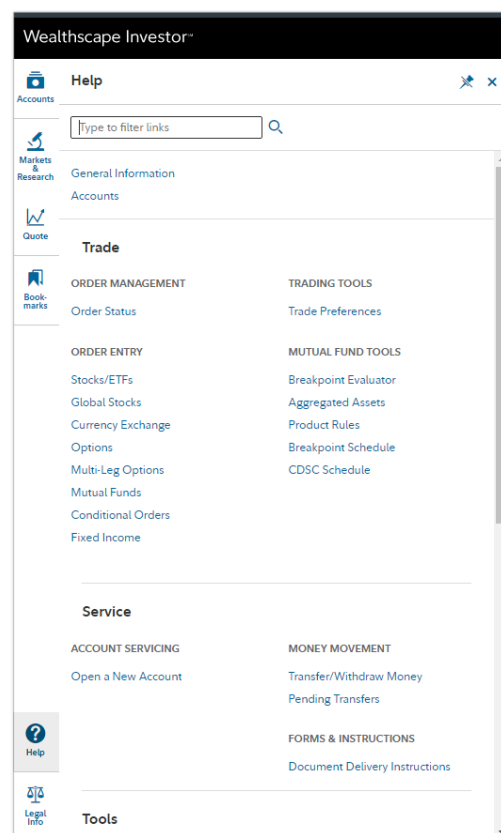 Wealthscape Investor℠
Accounts
Markets
&
Research
Quote
Book-
marks
Help
Legal
Info
Help
Type to filter links
General Information
Accounts
Trade
ORDER MANAGEMENT
Order Status
TRADING TOOLS
Trade Preferences
ORDER ENTRY
Stocks/ETFs
Global Stocks
Currency Exchange
Options
Multi-Leg Options
Mutual Funds
Conditional Orders
Fixed Income
MUTUAL FUND TOOLS
Breakpoint Evaluator
Aggregated Assets
Product Rules
Breakpoint Schedule
CDSC Schedule
Service
ACCOUNT SERVICING
Open a New Account
MONEY MOVEMENT
Transfer/Withdraw Money
Pending Transfers
FORMS & INSTRUCTIONS
Document Delivery Instructions
Tools